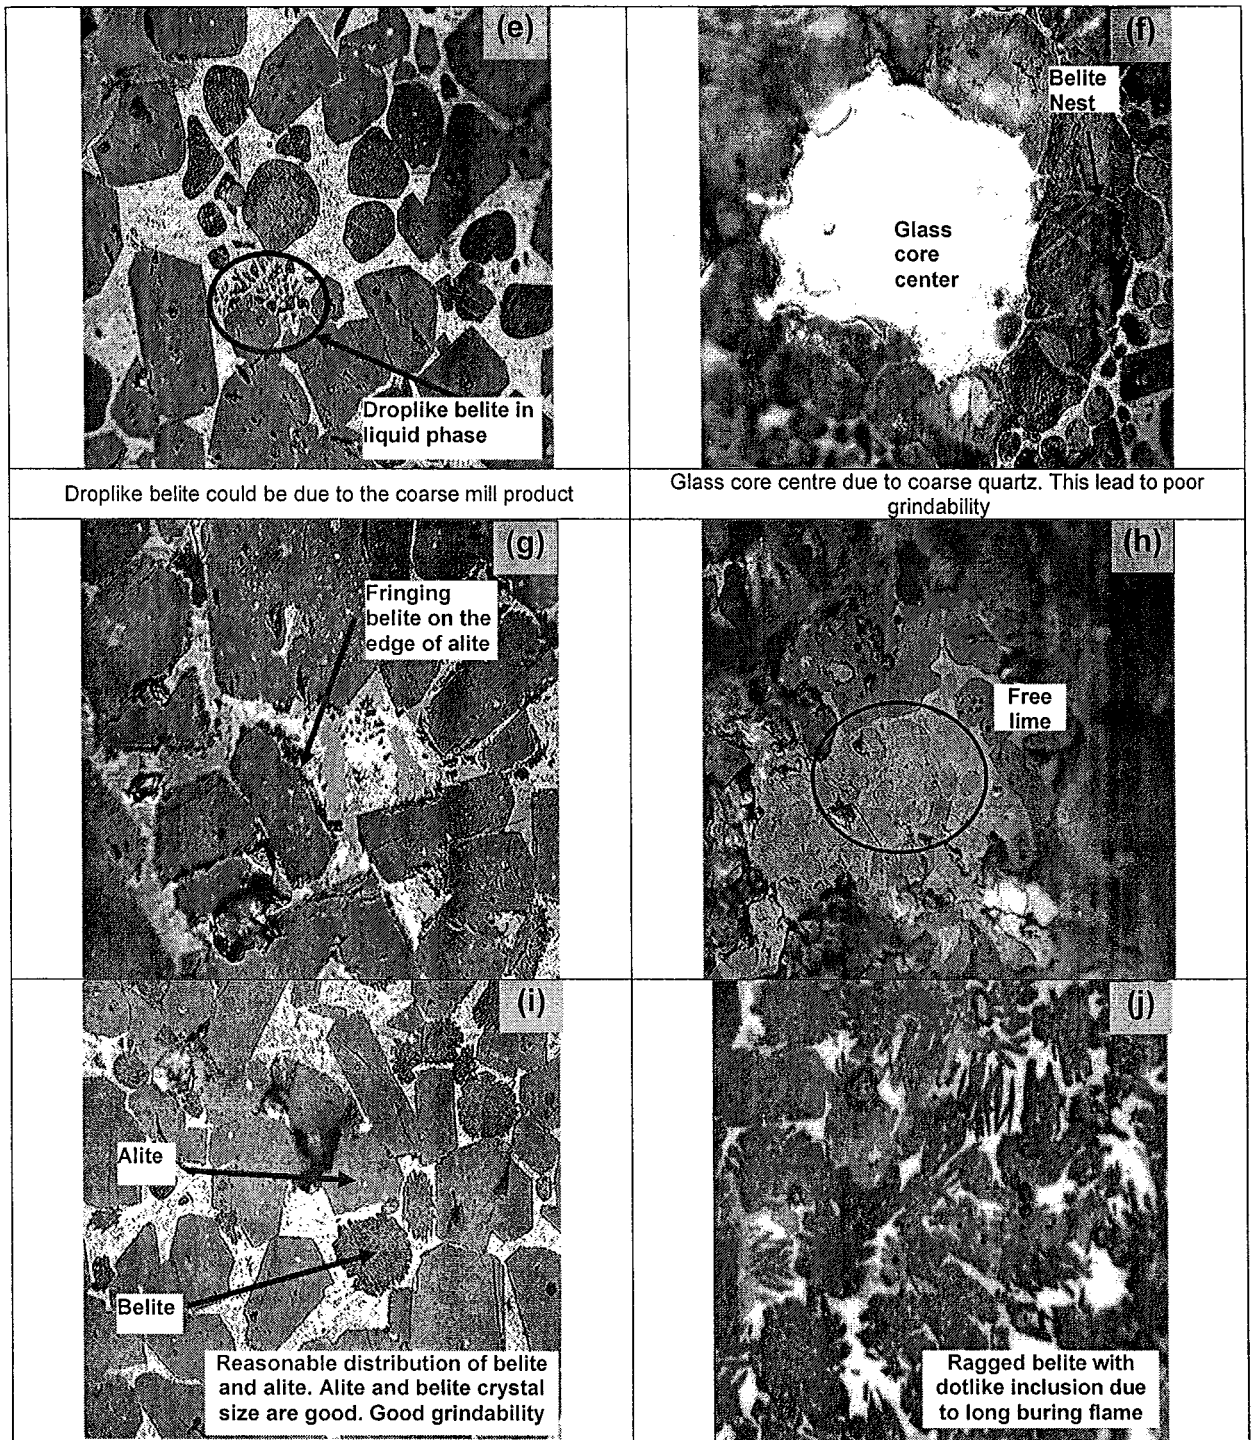 (e)
Droplike belite in
liquid phase
(f)
Belite
Nest
Glass
core
center
Droplike belite could be due to the coarse mill product
Glass core centre due to coarse quartz. This lead to poor
grindability
(g)
Fringing
belite on the
edge of alite
(h)
Free
lime
(i)
Alite
Belite
Reasonable distribution of belite
and alite. Alite and belite crystal
size are good. Good grindability
(j)
Ragged belite with
dotlike inclusion due
to long buring flame